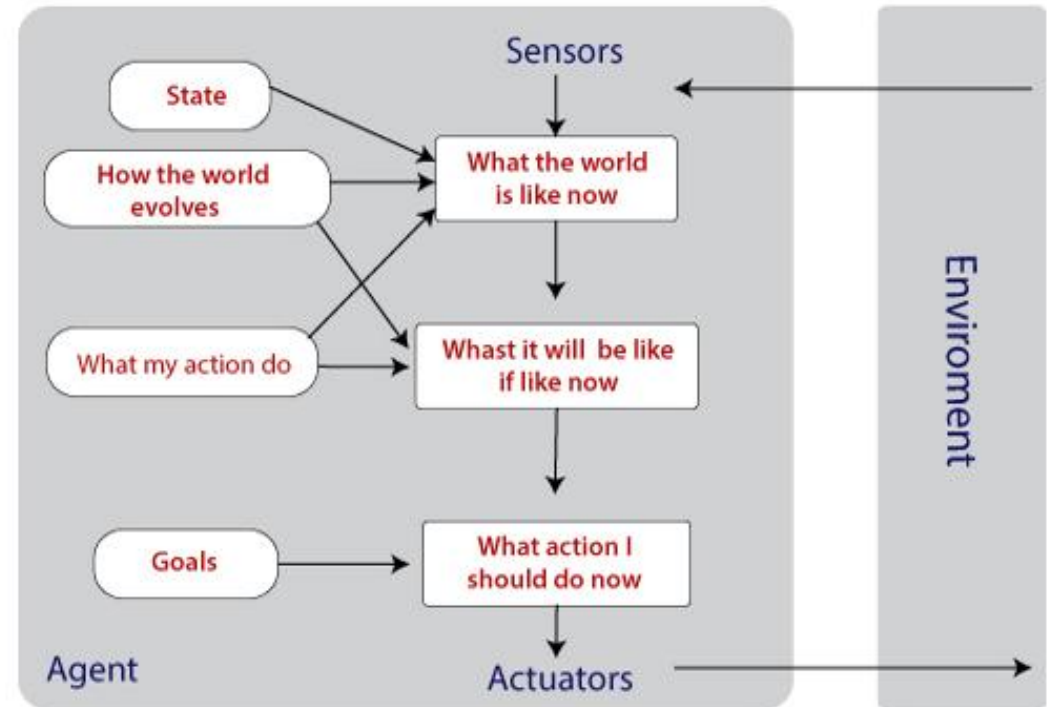 Sensors
State
What the world
is like now
How the world
evolves
What my action do
Whast it will be like
if like now
Goals
What action I
should do now
Agent
Actuators
Enviroment